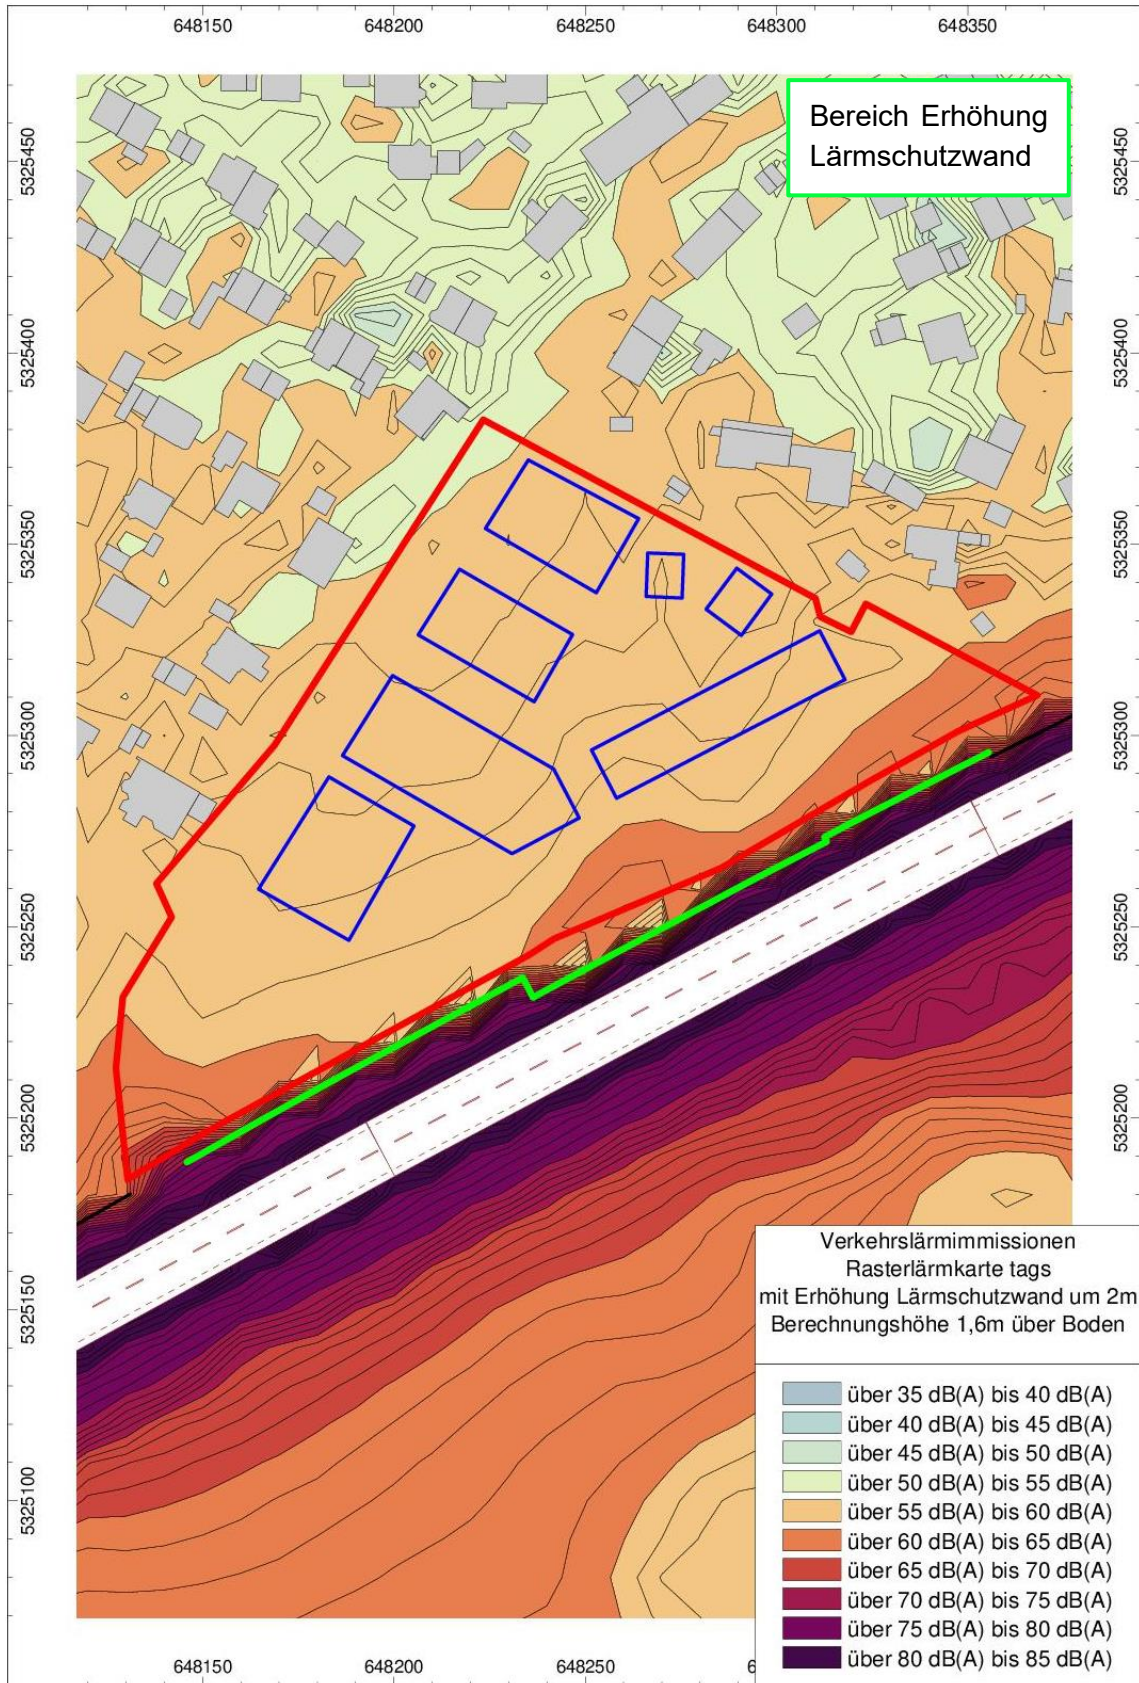 648150 648200 648250 648300 648350
Bereich Erhöhung
Lärmschutzwand
5325450
5325400
5325350
5325300
5325250
5325200
5325150
5325100
5325450
5325400
5325350
5325300
5325250
5325200
Verkehrslärmimmissionen
Rasterlärmkarte tags
mit Erhöhung Lärmschutzwand um 2m
Berechnungshöhe 1,6m über Boden
über 35 dB(A) bis 40 dB(A)
über 40 dB(A) bis 45 dB(A)
über 45 dB(A) bis 50 dB(A)
über 50 dB(A) bis 55 dB(A)
über 55 dB(A) bis 60 dB(A)
über 60 dB(A) bis 65 dB(A)
über 65 dB(A) bis 70 dB(A)
über 70 dB(A) bis 75 dB(A)
über 75 dB(A) bis 80 dB(A)
über 80 dB(A) bis 85 dB(A)
648150 648200 648250